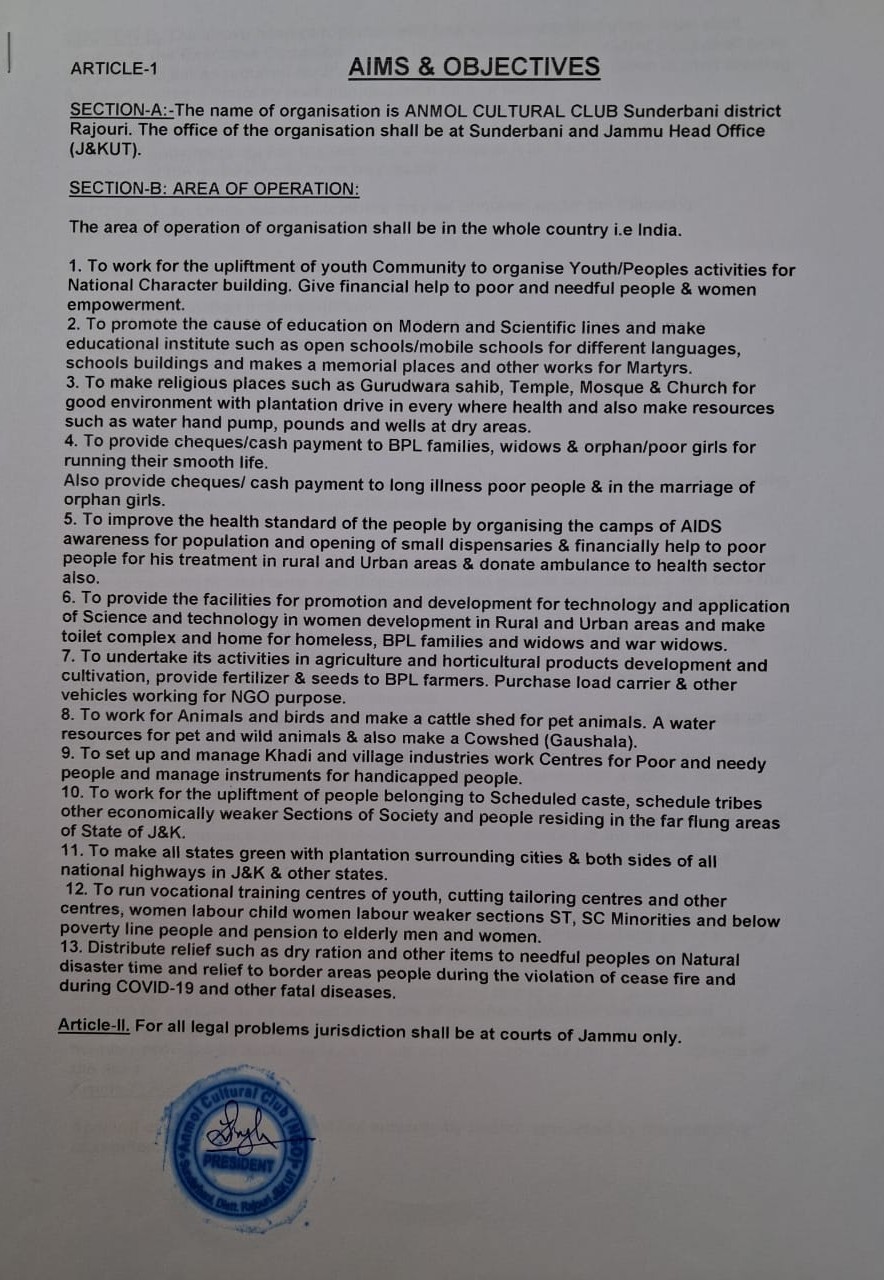 ARTICLE-1 AIMS & OBJECTIVES
SECTION-A:-The name of organisation is ANMOL CULTURAL CLUB Sunderbani district
Rajouri. The office of the organisation shall be at Sunderbani and Jammu Head Office
(J&KUT).
SECTION-B: AREA OF OPERATION:
The area of operation of organisation shall be in the whole country i.e India.
1. To work for the upliftment of youth Community to organise Youth/Peoples activities for
National Character building. Give financial help to poor and needful people & women
empowerment.
2. To promote the cause of education on Modern and Scientific lines and make
educational institute such as open schools/mobile schools for different languages,
schools buildings and makes a memorial places and other works for Martyrs.
3. To make religious places such as Gurudwara sahib, Temple, Mosque & Church for
good environment with plantation drive in every where health and also make resources
such as water hand pump, pounds and wells at dry areas.
4. To provide cheques/cash payment to BPL families, widows & orphan/poor girls for
running their smooth life.
Also provide cheques/ cash payment to long illness poor people & in the marriage of
orphan girls.
5. To improve the health standard of the people by organising the camps of AIDS
awareness for population and opening of small dispensaries & financially help to poor
people for his treatment in rural and Urban areas & donate ambulance to health sector
also.
6. To provide the facilities for promotion and development for technology and application
of Science and technology in women development in Rural and Urban areas and make
toilet complex and home for homeless, BPL families and widows and war widows.
7. To undertake its activities in agriculture and horticultural products development and
cultivation, provide fertilizer & seeds to BPL farmers. Purchase load carrier & other
vehicles working for NGO purpose.
8. To work for Animals and birds and make a cattle shed for pet animals. A water
resources for pet and wild animals & also make a Cowshed (Gaushala).
9. To set up and manage Khadi and village industries work Centres for Poor and needy
people and manage instruments for handicapped people.
10. To work for the upliftment of people belonging to Scheduled caste, schedule tribes
other economically weaker Sections of Society and people residing in the far flung areas
of State of J&K.
11. To make all states green with plantation surrounding cities & both sides of all
national highways in J&K & other states.
12. To run vocational training centres of youth, cutting tailoring centres and other
centres, women labour child women labour weaker sections ST, SC Minorities and below
poverty line people and pension to elderly men and women.
13. Distribute relief such as dry ration and other items to needful peoples on Natural
disaster time and relief to border areas people during the violation of cease fire and
during COVID-19 and other fatal diseases.
Article-II. For all legal problems jurisdiction shall be at courts of Jammu only.
Anmol Cultural Club (NGO)
PRESIDENT
Sunderbani, Distt. Rajouri J&K UT